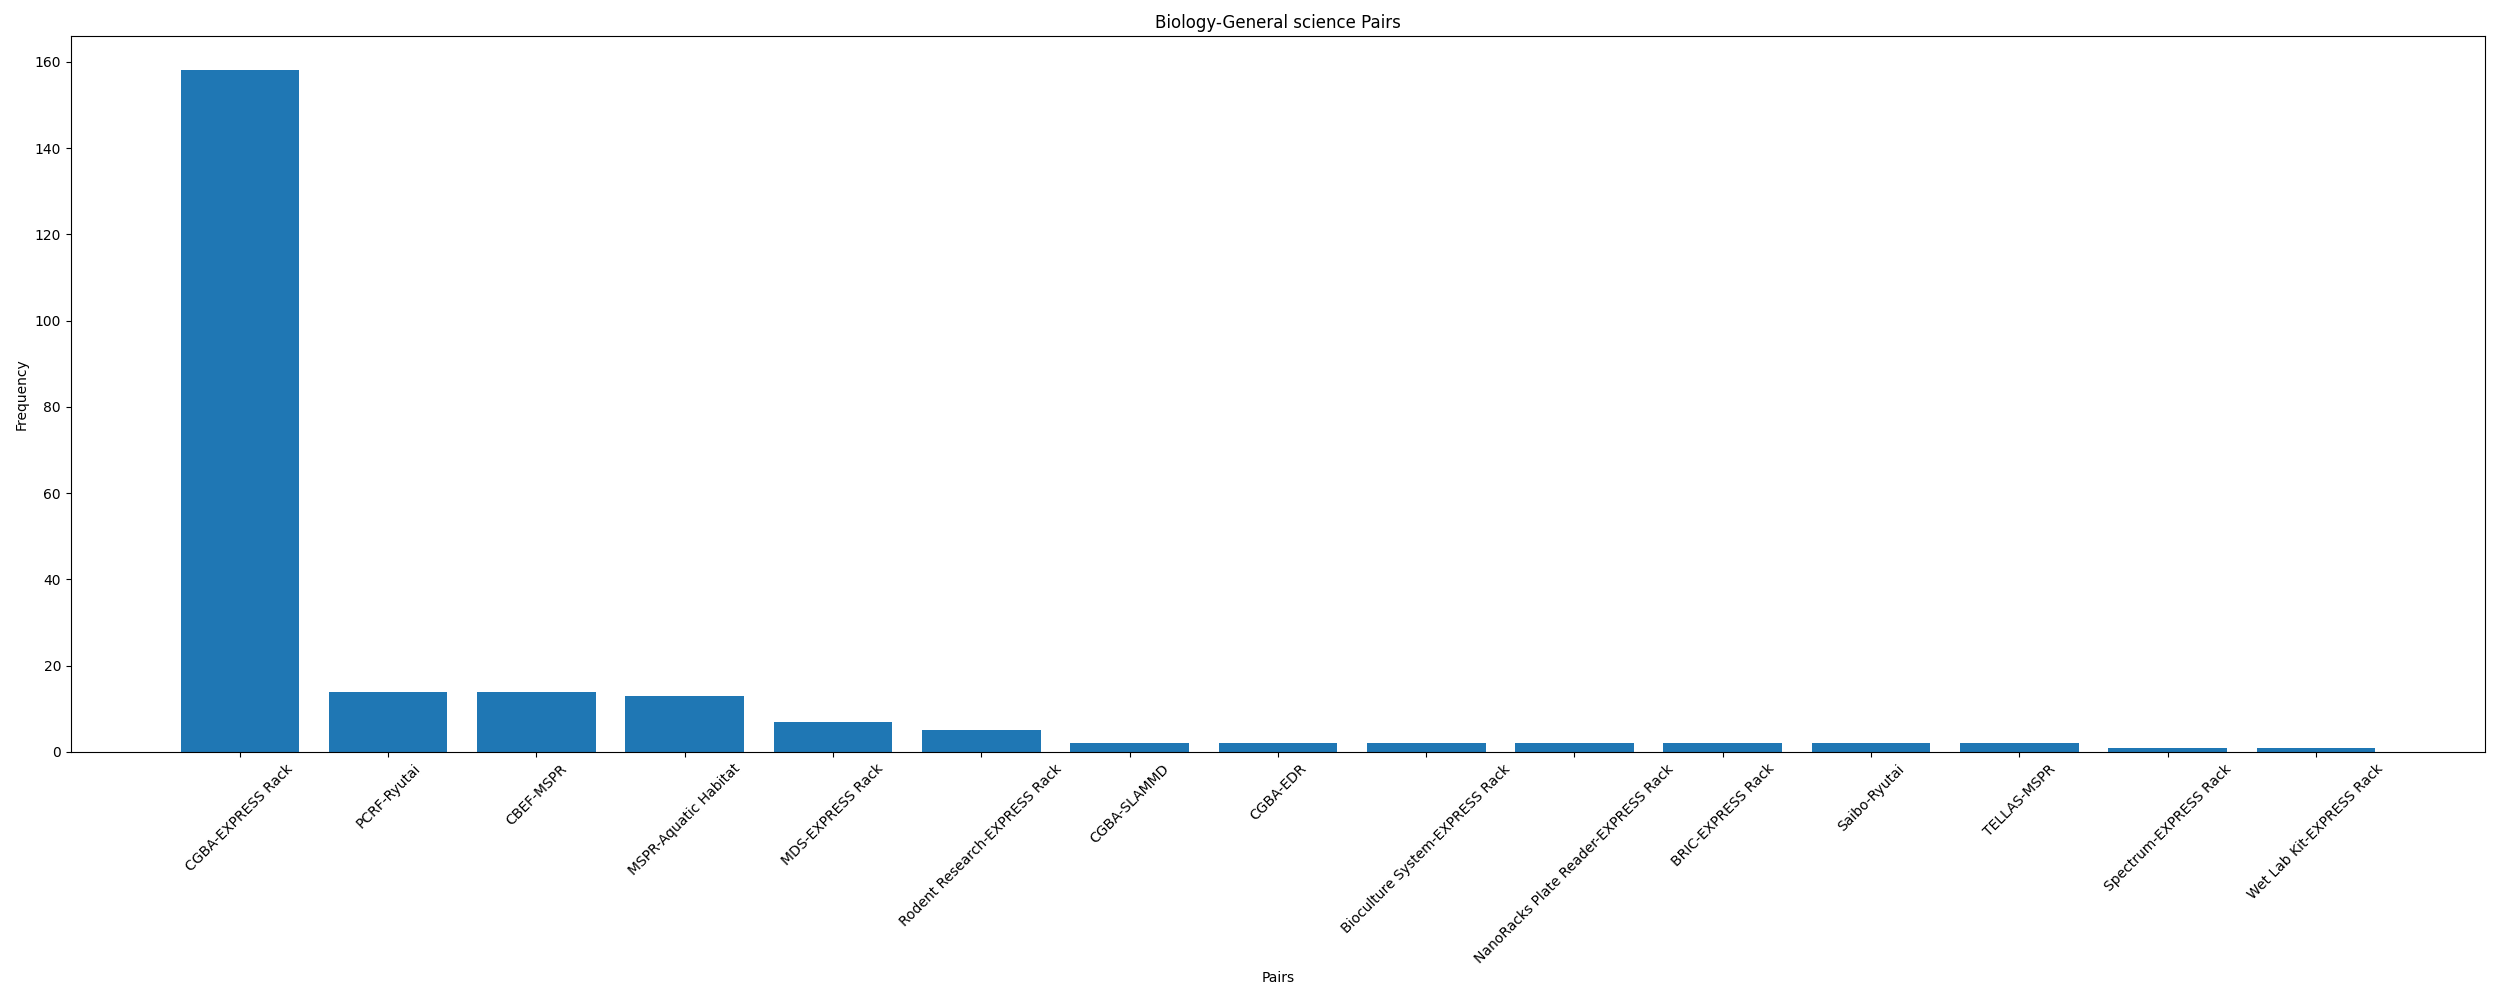 Biology-General science Pairs
160
140
120
100
80
60
40
20
0
Frequency
CGBA-EXPRESS Rack
PCRF-Ryutai
CBEF-MSPR
MSPR-Aquatic Habitat
MDS-EXPRESS Rack
Rodent Research-EXPRESS Rack
CGBA-SLAMMD
CGBA-EDR
Bioculture System-EXPRESS Rack
NanoRacks Plate Reader-EXPRESS Rack
BRIC-EXPRESS Rack
Saibo-Ryutai
TELLAS-MSPR
Spectrum-EXPRESS Rack
Wet Lab Kit-EXPRESS Rack
Pairs